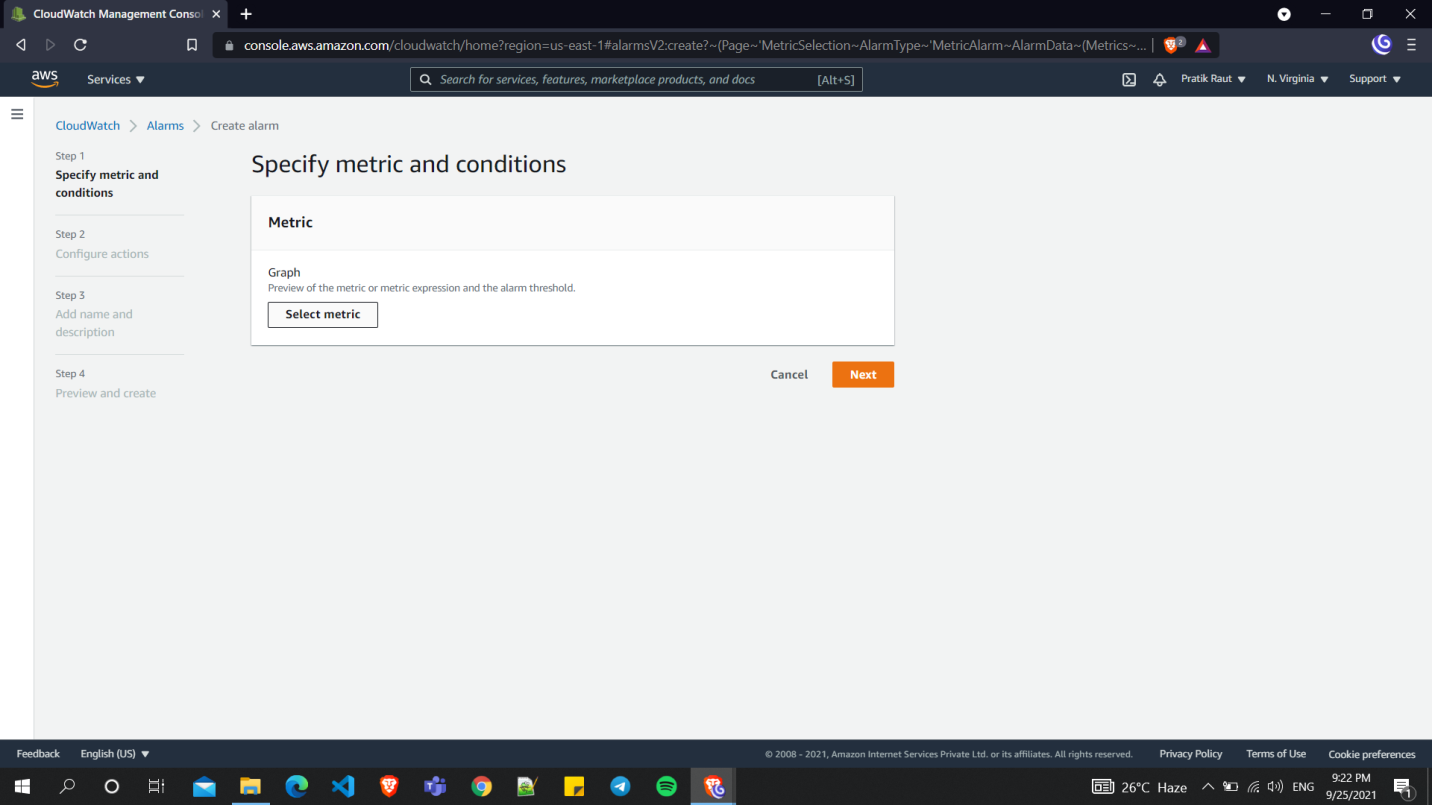 CloudWatch Management Consol
console.aws.amazon.com/cloudwatch/home?region=us-east-1#alarmsV2:create?~(Page~'MetricSelection~AlarmType~'MetricAlarm~AlarmData~(Metrics~...
2
aws
Services
Search for services, features, marketplace products, and docs
[Alt+S]
Pratik Raut
N. Virginia
Support
CloudWatch
Alarms
Create alarm
Step 1
Specify metric and
conditions
Step 2
Configure actions
Step 3
Add name and
description
Step 4
Preview and create
Specify metric and conditions
Metric
Graph
Preview of the metric or metric expression and the alarm threshold.
Select metric
Cancel
Next
Feedback
English (US)
© 2008 - 2021, Amazon Internet Services Private Ltd. or its affiliates. All rights reserved.
Privacy Policy
Terms of Use
Cookie preferences
26°C Haze
ENG
9:22 PM
9/25/2021
1